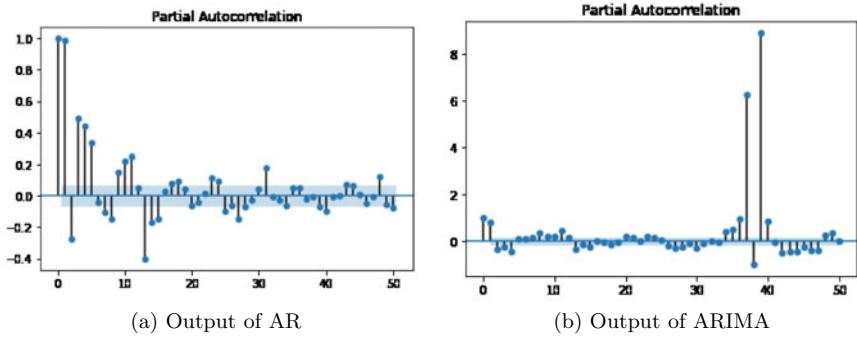 Partial Autocorrelation
1.0
0.8
0.6
0.4
0.2
0.0
−0.2
−0.4
0 10 20 30 40 50
(a) Output of AR
Partial Autocorrelation
8
6
4
2
0
0 10 20 30 40 50
(b) Output of ARIMA